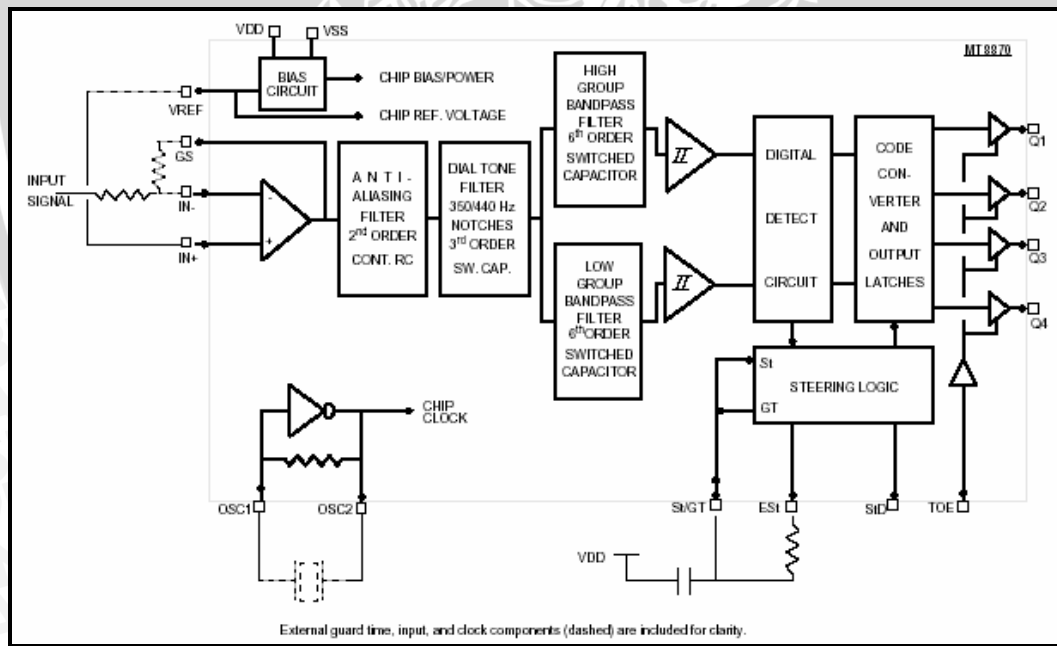 VDD
VSS
MT8870
BIAS
CIRCUIT
CHIP BIAS/POWER
CHIP REF. VOLTAGE
VREF
GS
INPUT
SIGNAL
IN-
IN+
-
+
ANTI-
ALIASING
FILTER
2nd ORDER
CONT. RC
DIAL TONE
FILTER
350/440 Hz
NOTCHES
3rd ORDER
SW. CAP.
HIGH
GROUP
BANDPASS
FILTER
6th ORDER
SWITCHED
CAPACITOR
LOW
GROUP
BANDPASS
FILTER
6th ORDER
SWITCHED
CAPACITOR
DIGITAL
DETECT
CIRCUIT
CODE
CON-
VERTER
AND
OUTPUT
LATCHES
Q1
Q2
Q3
Q4
St
GT
STEERING LOGIC
CHIP
CLOCK
OSC1
OSC2
St/GT
ESt
StD
TOE
VDD
External guard time, input, and clock components (dashed) are included for clarity.